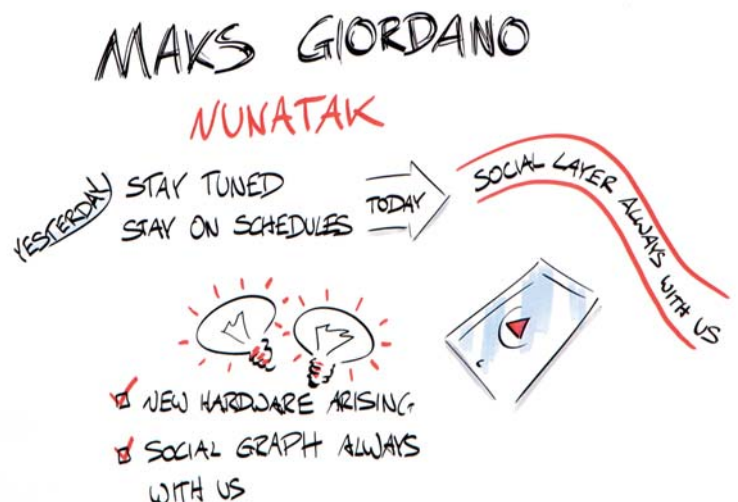 MAKS GIORDANO
NUNATAK
YESTERDAY
STAY TUNED
STAY ON SCHEDULES
TODAY
SOCIAL LAYER ALWAYS WITH US
NEW HARDWARE ARISING
SOCIAL GRAPH ALWAYS
WITH US